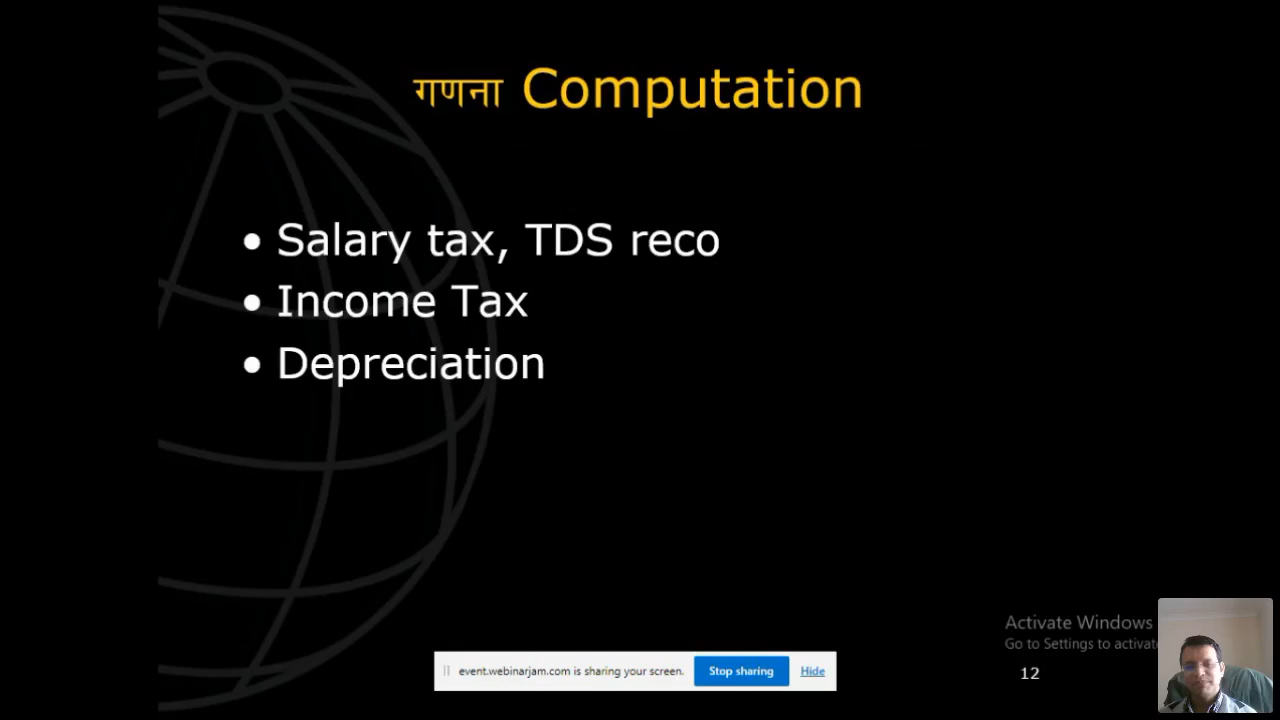 गणना Computation
• Salary tax, TDS reco
• Income Tax
• Depreciation
Activate Windows
Go to Settings to activate
12
event.webinarjam.com is sharing your screen. Stop sharing Hide